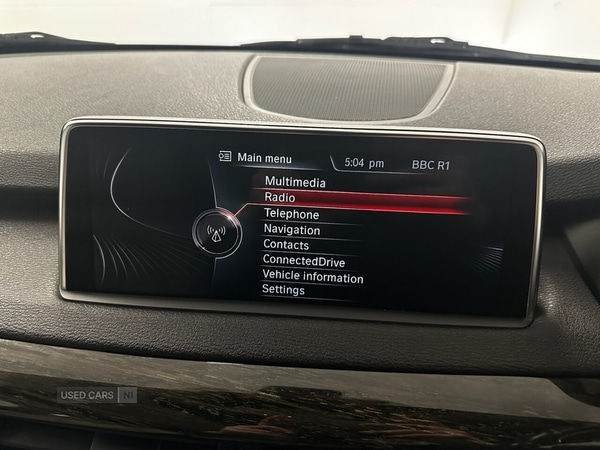 Main menu 5:04 pm BBC R1
Multimedia
Radio
Telephone
Navigation
Contacts
ConnectedDrive
Vehicle information
Settings
USED CARS NI